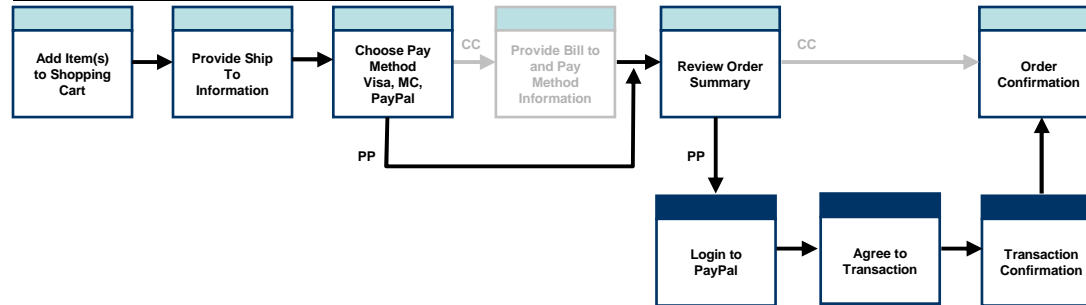 Add Item(s)
to Shopping
Cart
Provide Ship
To
Information
Choose Pay
Method
Visa, MC,
PayPal
CC
Provide Bill to
and Pay
Method
Information
Review Order
Summary
CC
Order
Confirmation
PP
PP
Login to
PayPal
Agree to
Transaction
Transaction
Confirmation